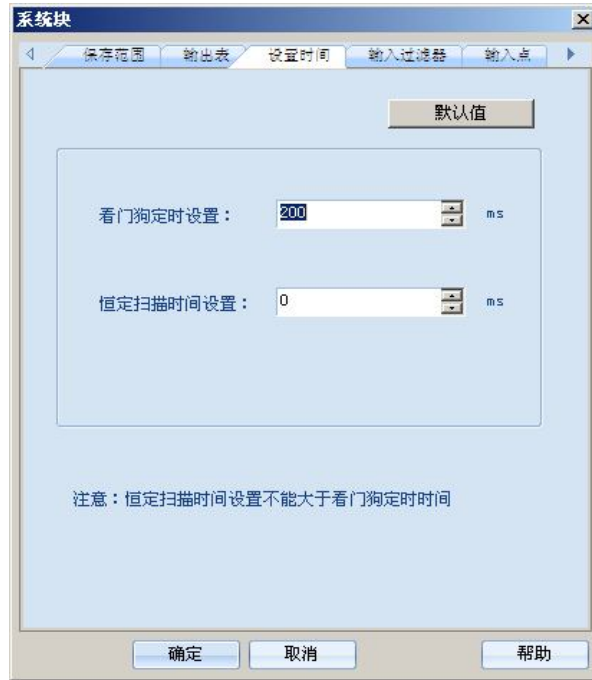 系统块
保存范围 输出表 设置时间 输入过滤器 输入点
默认值
看门狗定时设置： 200 ms
恒定扫描时间设置： 0 ms
注意：恒定扫描时间设置不能大于看门狗定时时间
确定 取消 帮助